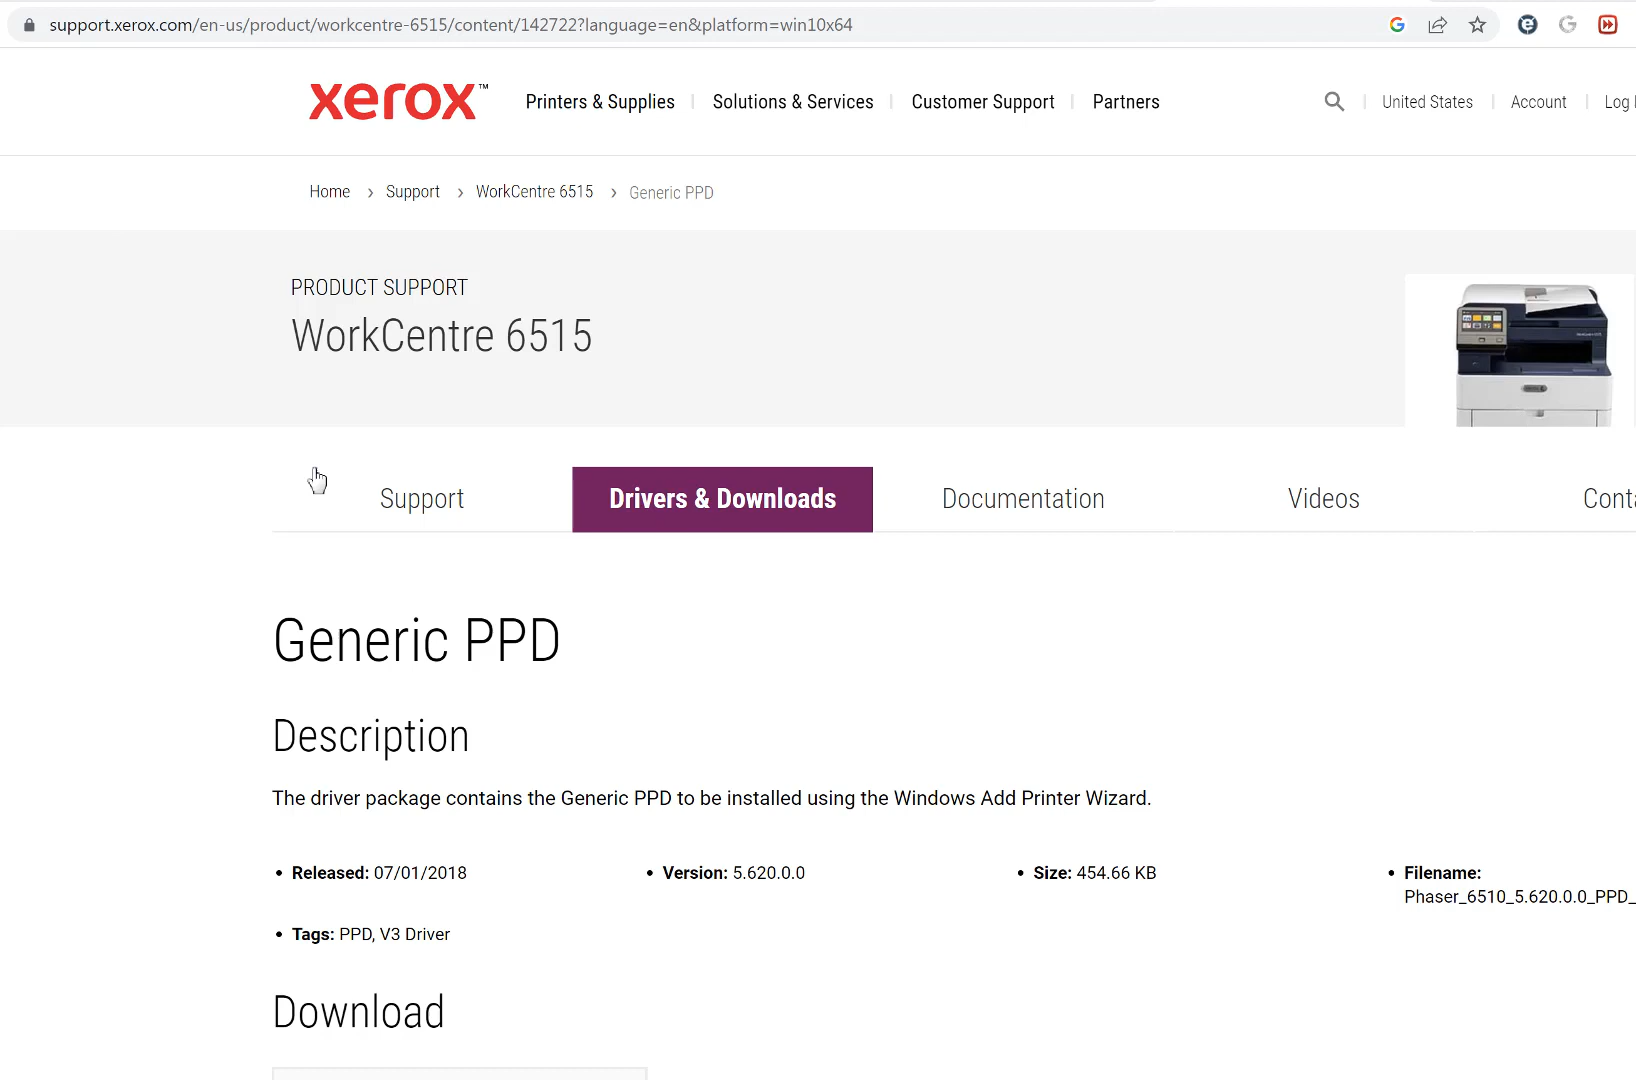 support.xerox.com/en-us/product/workcentre-6515/content/142722?language=en&platform=win10x64
xerox™ Printers & Supplies Solutions & Services Customer Support Partners United States Account Log
Home › Support › WorkCentre 6515 › Generic PPD
PRODUCT SUPPORT
WorkCentre 6515
Support Drivers & Downloads Documentation Videos Conta
Generic PPD
Description
The driver package contains the Generic PPD to be installed using the Windows Add Printer Wizard.
• Released: 07/01/2018 • Version: 5.620.0.0 • Size: 454.66 KB • Filename:
Phaser_6510_5.620.0.0_PPD_
• Tags: PPD, V3 Driver
Download